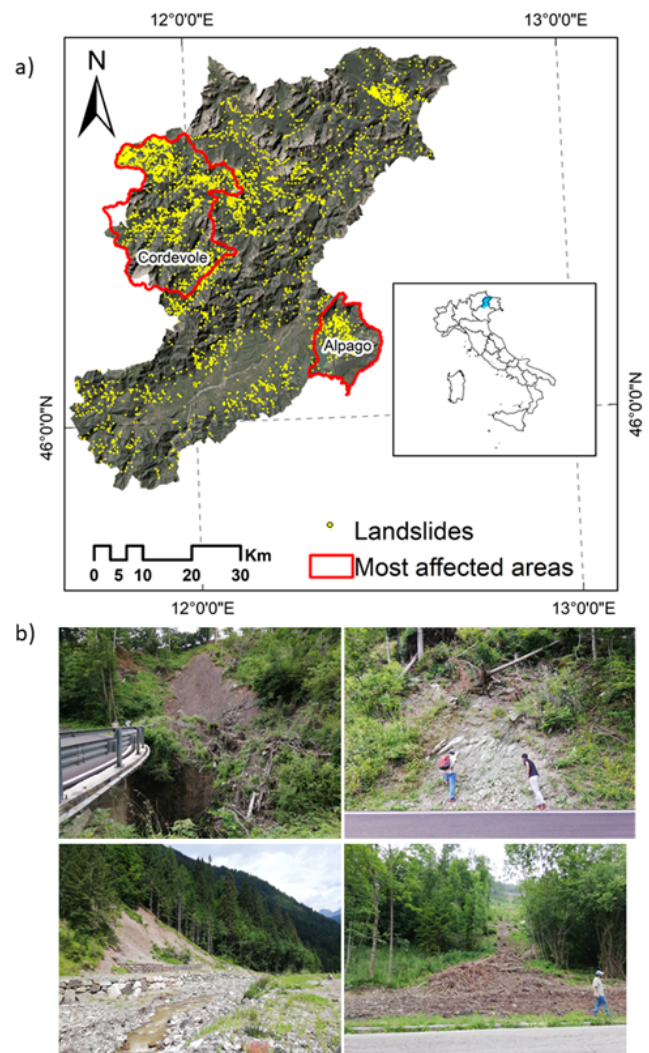 12°0'0"E 13°0'0"E
a)
N
Cordevole
Alpago
46°0'0"N 46°0'0"N
Landslides
Most affected areas
Km
0 5 10 20 30
12°0'0"E 13°0'0"E
b)